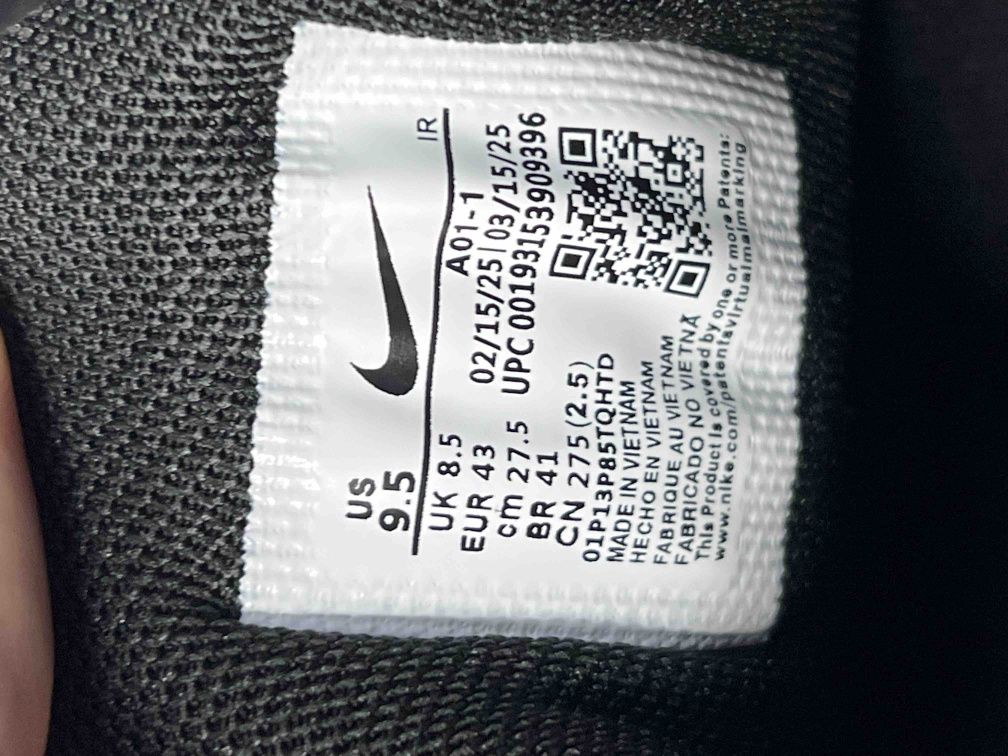 US
9.5
IR
UK 8.5 A01-1
EUR 43 02/15/25|03/15/25
cm 27.5 UPC 00193153909396
BR 41
CN 275(2.5)
01P13P85TQHTD
MADE IN VIETNAM
HECHO EN VIETNAM
FABRIQUE AU VIETNAM
FABRICADO NO VIETNÃ
This Product is covered by one or more Patents:
www.nike.com/patentsvirtualmalmarking